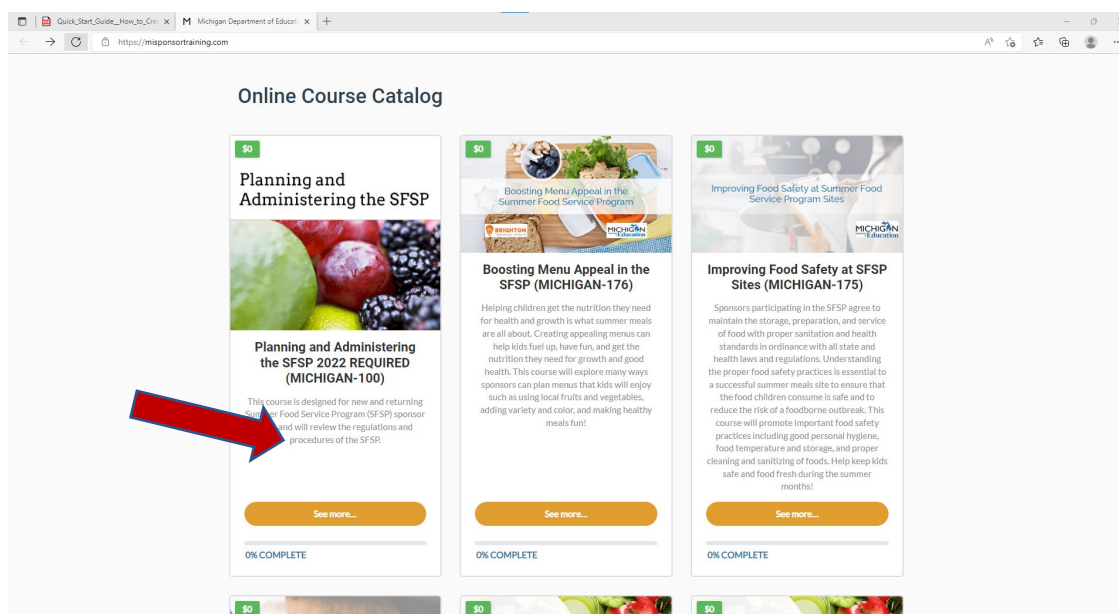 Quick_Start_Guide__How_to_Cre
Michigan Department of Educati
https://misponsortraining.com
Online Course Catalog
$0
Planning and
Administering the SFSP
Planning and Administering
the SFSP 2022 REQUIRED
(MICHIGAN-100)
This course is designed for new and returning
Summer Food Service Program (SFSP) sponsor
and will review the regulations and
procedures of the SFSP.
See more...
0% COMPLETE
$0
Boosting Menu Appeal in the
Summer Food Service Program
BRIGHTON
MICHIGAN
Education
Boosting Menu Appeal in the
SFSP (MICHIGAN-176)
Helping children get the nutrition they need
for health and growth is what summer meals
are all about. Creating appealing menus can
help kids fuel up, have fun, and get the
nutrition they need for growth and good
health. This course will explore many ways
sponsors can plan menus that kids will enjoy
such as using local fruits and vegetables,
adding variety and color, and making healthy
meals fun!
See more...
0% COMPLETE
$0
Improving Food Safety at Summer Food
Service Program Sites
MICHIGAN
Education
Improving Food Safety at SFSP
Sites (MICHIGAN-175)
Sponsors participating in the SFSP agree to
maintain the storage, preparation, and service
of food with proper sanitation and health
standards in ordinance with all state and
health laws and regulations. Understanding
the proper food safety practices is essential to
a successful summer meals site to ensure that
the food children consume is safe and to
reduce the risk of a foodborne outbreak. This
course will promote important food safety
practices including good personal hygiene,
food temperature and storage, and proper
cleaning and sanitizing of foods. Help keep kids
safe and food fresh during the summer
months!
See more...
0% COMPLETE
$0
$0
$0